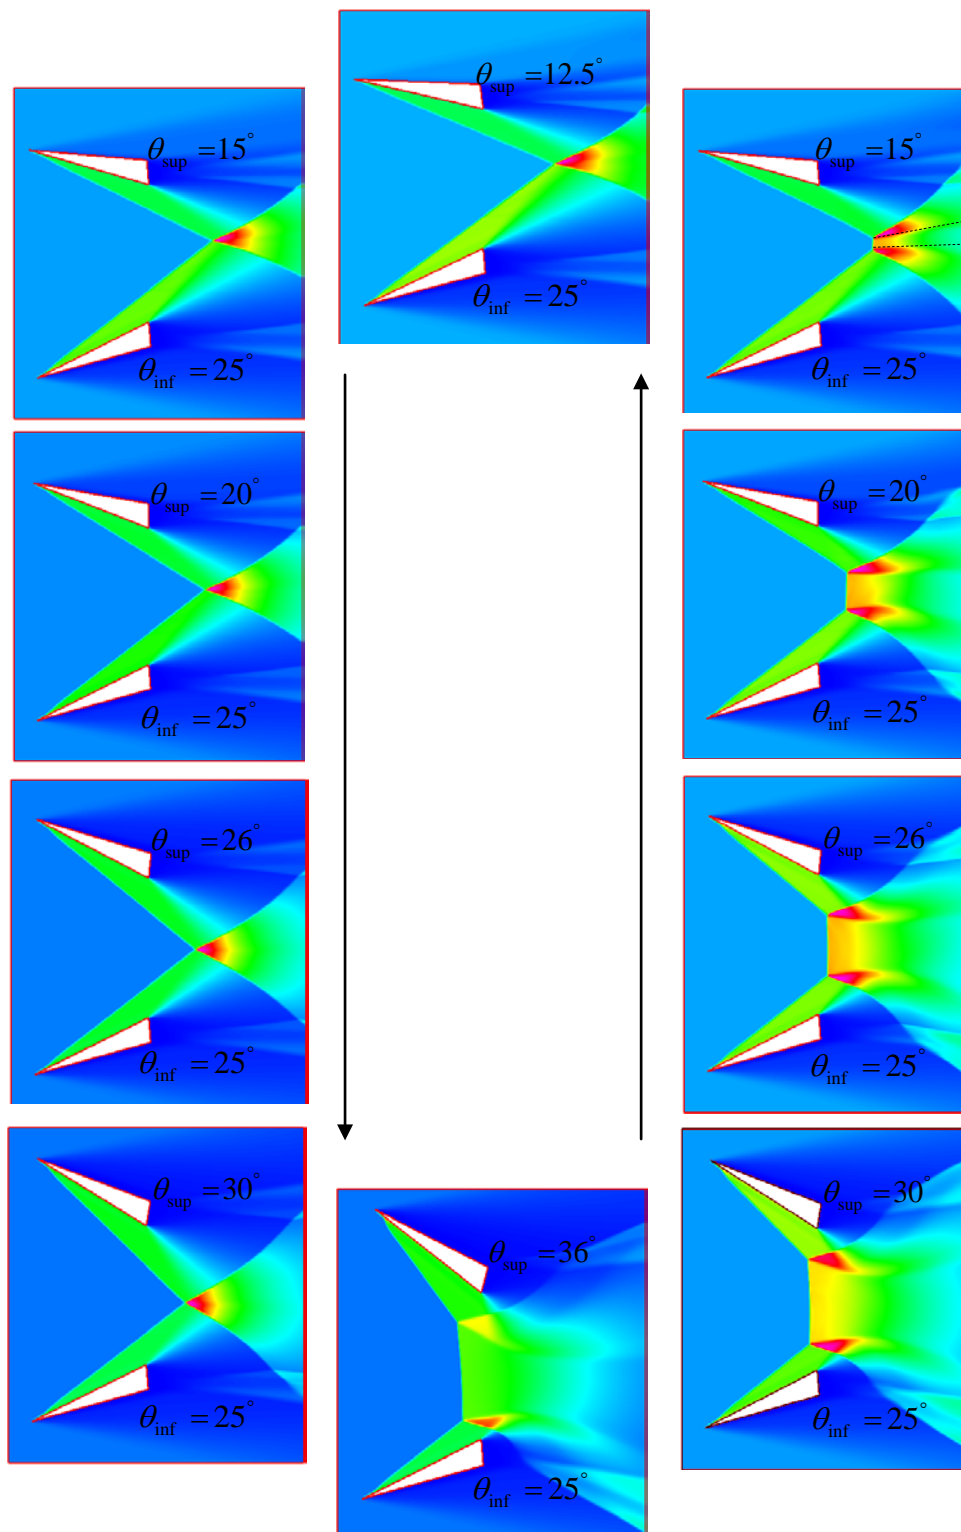 θsup = 12.5°
θinf = 25°
θsup = 15°
θinf = 25°
θsup = 15°
θinf = 25°
θsup = 20°
θinf = 25°
θsup = 20°
θinf = 25°
θsup = 26°
θinf = 25°
θsup = 26°
θinf = 25°
θsup = 30°
θinf = 25°
θsup = 36°
θinf = 25°
θsup = 30°
θinf = 25°